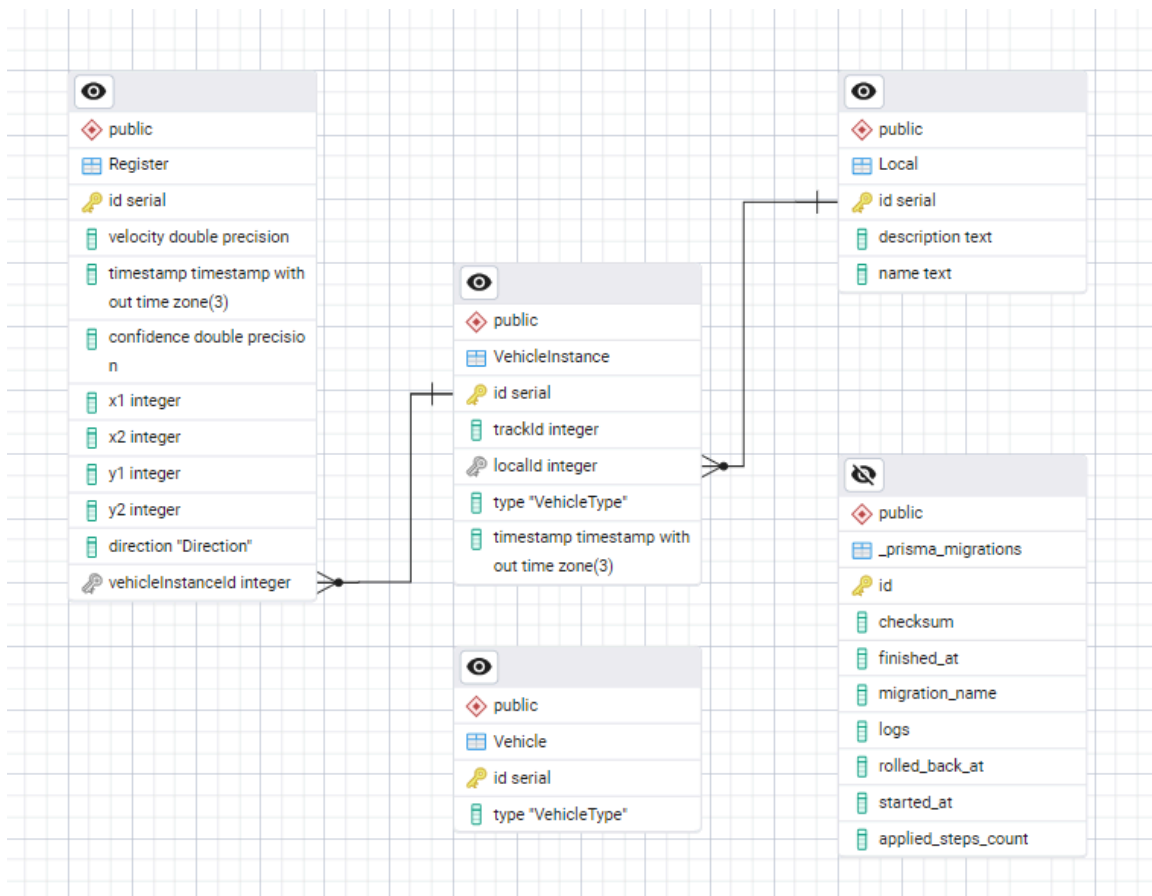 public
Register
id serial
velocity double precision
timestamp timestamp with
out time zone(3)
confidence double precisio
n
x1 integer
x2 integer
y1 integer
y2 integer
direction "Direction"
vehicleInstanceId integer
public
VehicleInstance
id serial
trackId integer
localId integer
type "VehicleType"
timestamp timestamp with
out time zone(3)
public
Vehicle
id serial
type "VehicleType"
public
Local
id serial
description text
name text
public
_prisma_migrations
id
checksum
finished_at
migration_name
logs
rolled_back_at
started_at
applied_steps_count